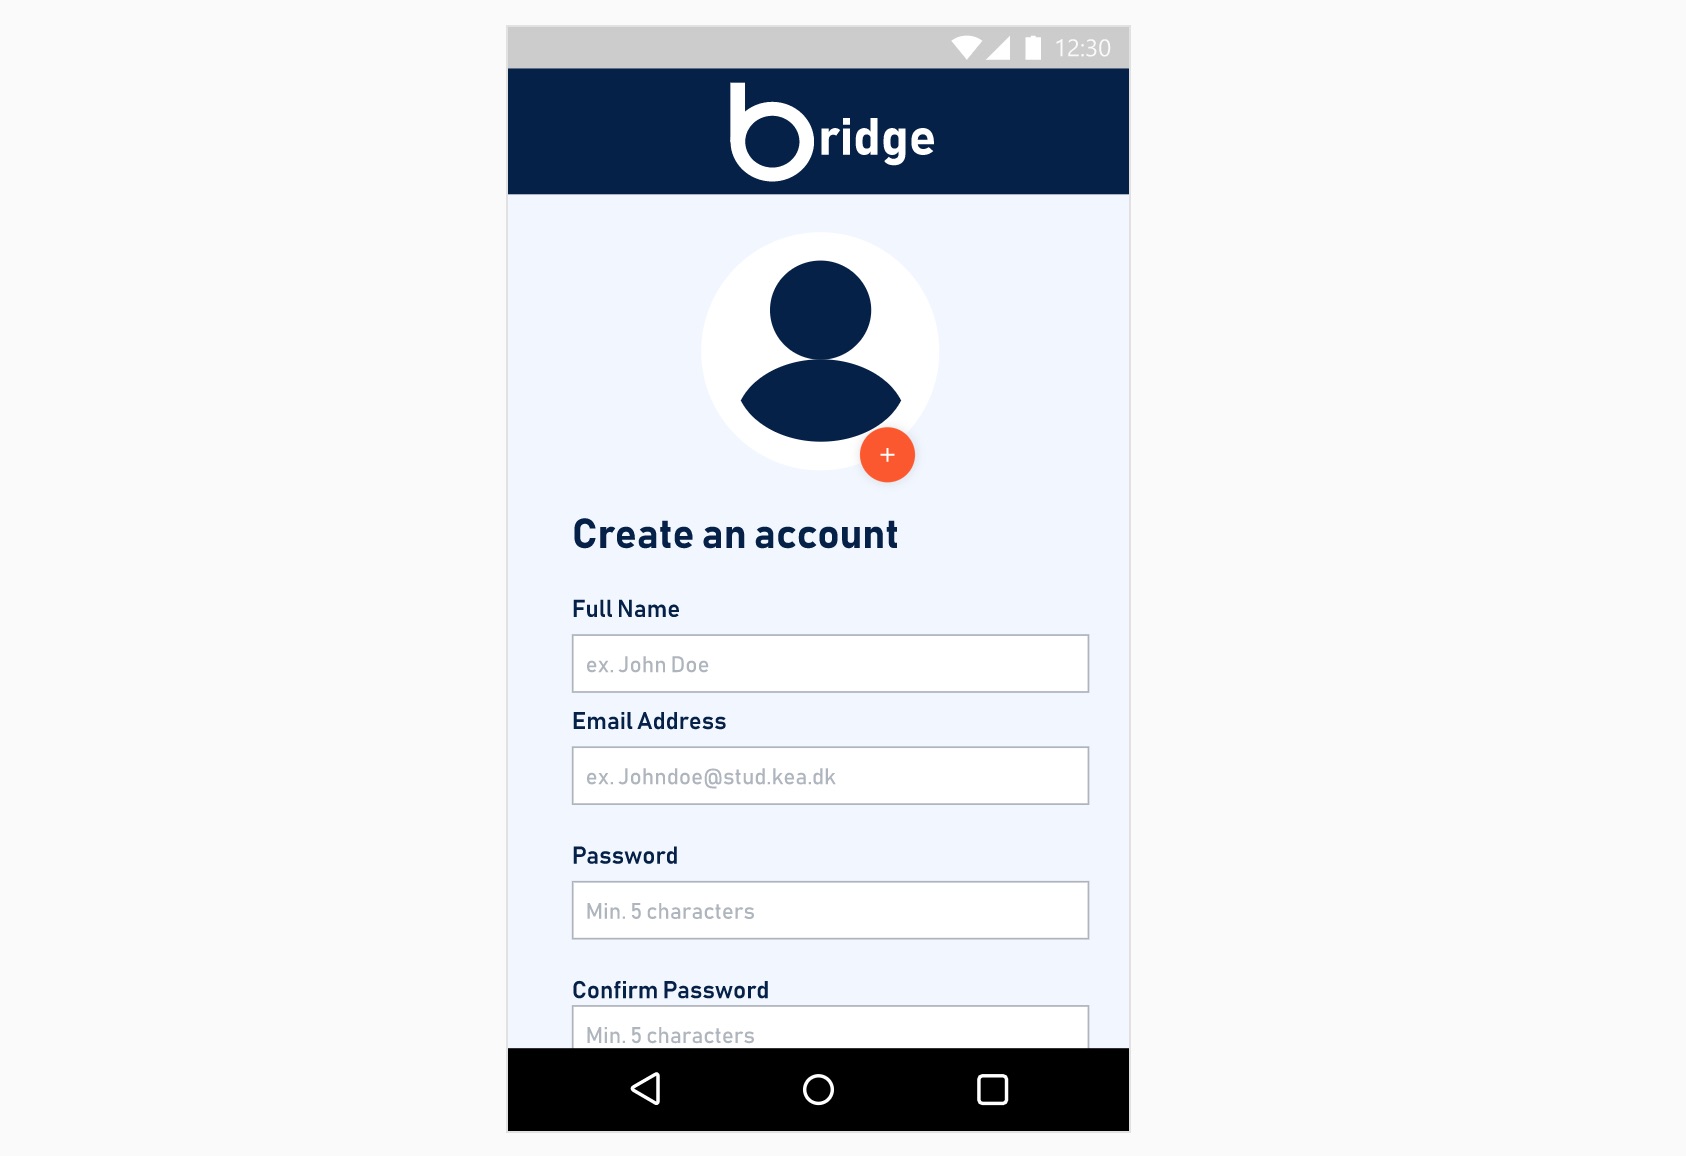 12:30
bridge
+
Create an account
Full Name
ex. John Doe
Email Address
ex. Johndoe@stud.kea.dk
Password
Min. 5 characters
Confirm Password
Min. 5 characters